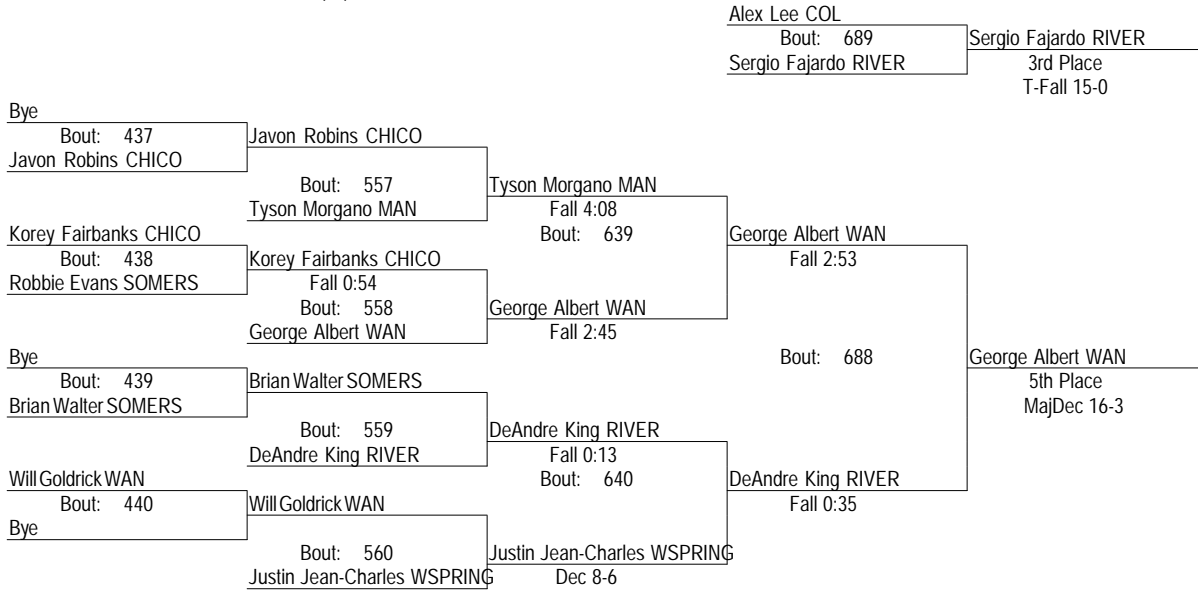 Alex Lee COL
Bout: 689
Sergio Fajardo RIVER
Sergio Fajardo RIVER
3rd Place
T-Fall 15-0
Bye
Bout: 437
Javon Robins CHICO
Javon Robins CHICO
Bout: 557
Tyson Morgano MAN
Tyson Morgano MAN
Fall 4:08
Bout: 639
Korey Fairbanks CHICO
Bout: 438
Robbie Evans SOMERS
Korey Fairbanks CHICO
Fall 0:54
Bout: 558
George Albert WAN
George Albert WAN
Fall 2:45
George Albert WAN
Fall 2:53
Bout: 688
George Albert WAN
5th Place
MajDec 16-3
Bye
Bout: 439
Brian Walter SOMERS
Brian Walter SOMERS
Bout: 559
DeAndre King RIVER
DeAndre King RIVER
Fall 0:13
Bout: 640
DeAndre King RIVER
Fall 0:35
Will Goldrick WAN
Bout: 440
Bye
Will Goldrick WAN
Bout: 560
Justin Jean-Charles WSPRING
Justin Jean-Charles WSPRING
Dec 8-6